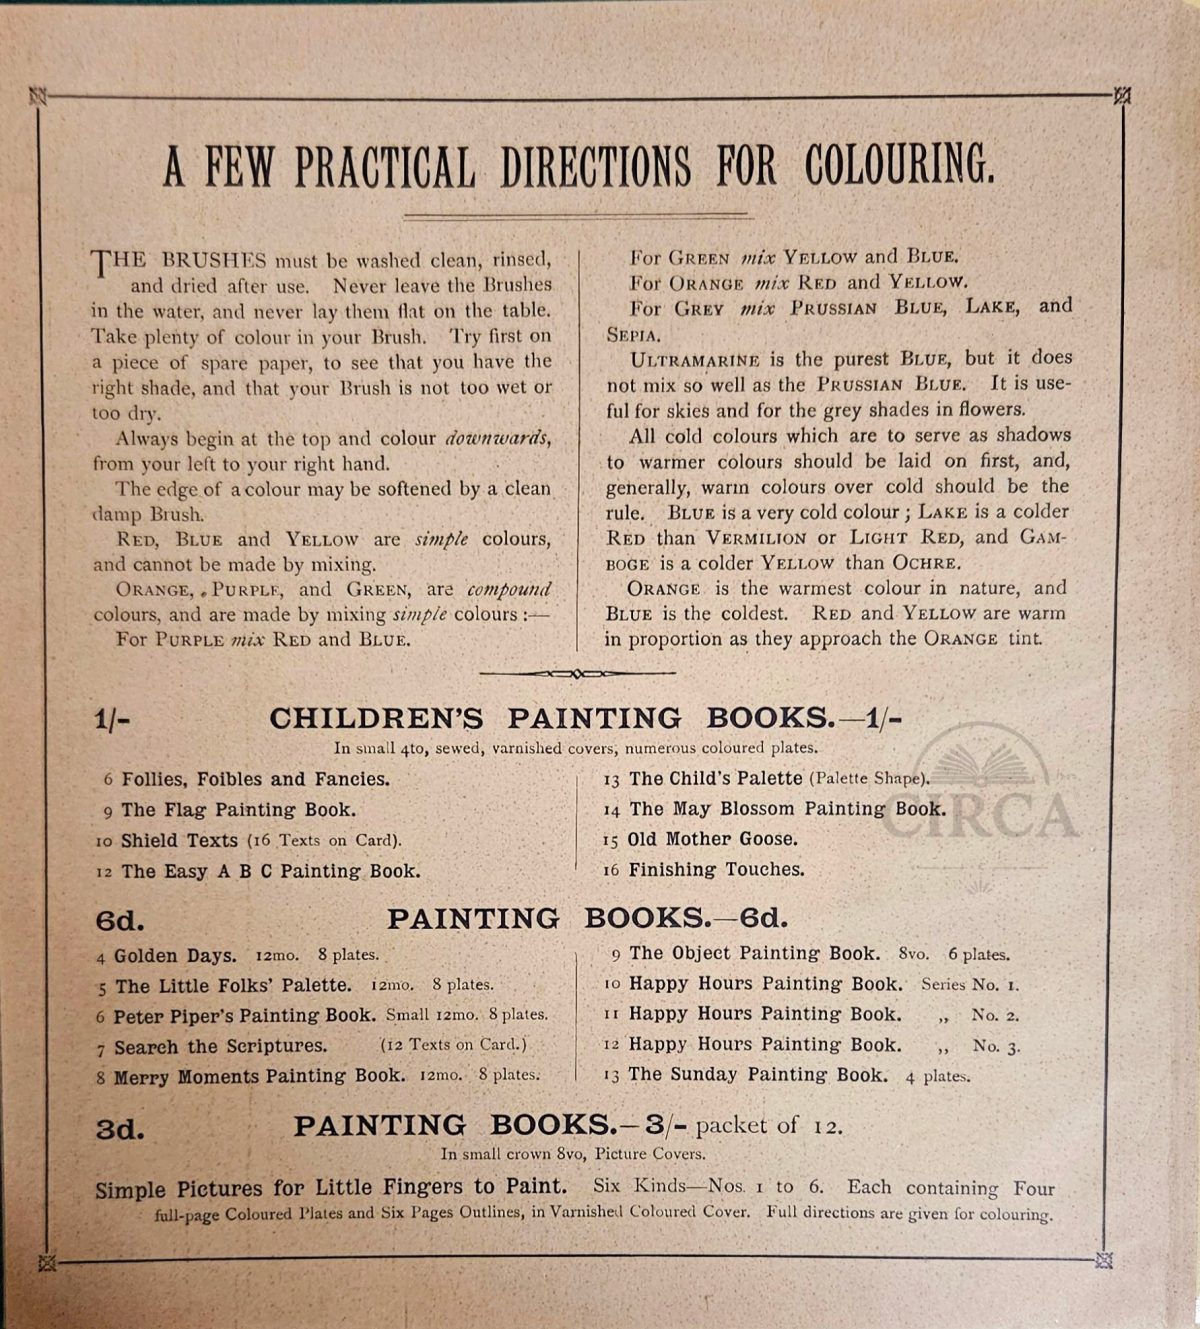 A FEW PRACTICAL DIRECTIONS FOR COLOURING.
THE BRUSHES must be washed clean, rinsed,
and dried after use. Never leave the Brushes
in the water, and never lay them flat on the table.
Take plenty of colour in your Brush. Try first on
a piece of spare paper, to see that you have the
right shade, and that your Brush is not too wet or
too dry.
Always begin at the top and colour downwards,
from your left to your right hand.
The edge of a colour may be softened by a clean
damp Brush.
RED, BLUE and YELLOW are simple colours,
and cannot be made by mixing.
ORANGE, PURPLE, and GREEN, are compound
colours, and are made by mixing simple colours :—
For PURPLE mix RED and BLUE.
For GREEN mix YELLOW and BLUE.
For ORANGE mix RED and YELLOW.
For GREY mix PRUSSIAN BLUE, LAKE, and
SEPIA.
ULTRAMARINE is the purest BLUE, but it does
not mix so well as the PRUSSIAN BLUE. It is use-
ful for skies and for the grey shades in flowers.
All cold colours which are to serve as shadows
to warmer colours should be laid on first, and,
generally, warm colours over cold should be the
rule. BLUE is a very cold colour ; LAKE is a colder
RED than VERMILION or LIGHT RED, and GAM-
BOGE is a colder YELLOW than OCHRE.
ORANGE is the warmest colour in nature, and
BLUE is the coldest. RED and YELLOW are warm
in proportion as they approach the ORANGE tint.
1/- CHILDREN'S PAINTING BOOKS.—1/-
In small 4to, sewed, varnished covers, numerous coloured plates.
6 Follies, Foibles and Fancies.
9 The Flag Painting Book.
10 Shield Texts (16 Texts on Card).
12 The Easy A B C Painting Book.
13 The Child's Palette (Palette Shape).
14 The May Blossom Painting Book.
15 Old Mother Goose.
16 Finishing Touches.
CIRCA
6d. PAINTING BOOKS.—6d.
4 Golden Days. 12mo. 8 plates.
5 The Little Folks' Palette. 12mo. 8 plates.
6 Peter Piper's Painting Book. Small 12mo. 8 plates.
7 Search the Scriptures. (12 Texts on Card.)
8 Merry Moments Painting Book. 12mo. 8 plates.
9 The Object Painting Book. 8vo. 6 plates.
10 Happy Hours Painting Book. Series No. 1.
11 Happy Hours Painting Book. ,, No. 2.
12 Happy Hours Painting Book. ,, No. 3.
13 The Sunday Painting Book. 4 plates.
3d. PAINTING BOOKS.—3/- packet of 12.
In small crown 8vo, Picture Covers.
Simple Pictures for Little Fingers to Paint. Six Kinds—Nos. 1 to 6. Each containing Four
full-page Coloured Plates and Six Pages Outlines, in Varnished Coloured Cover. Full directions are given for colouring.